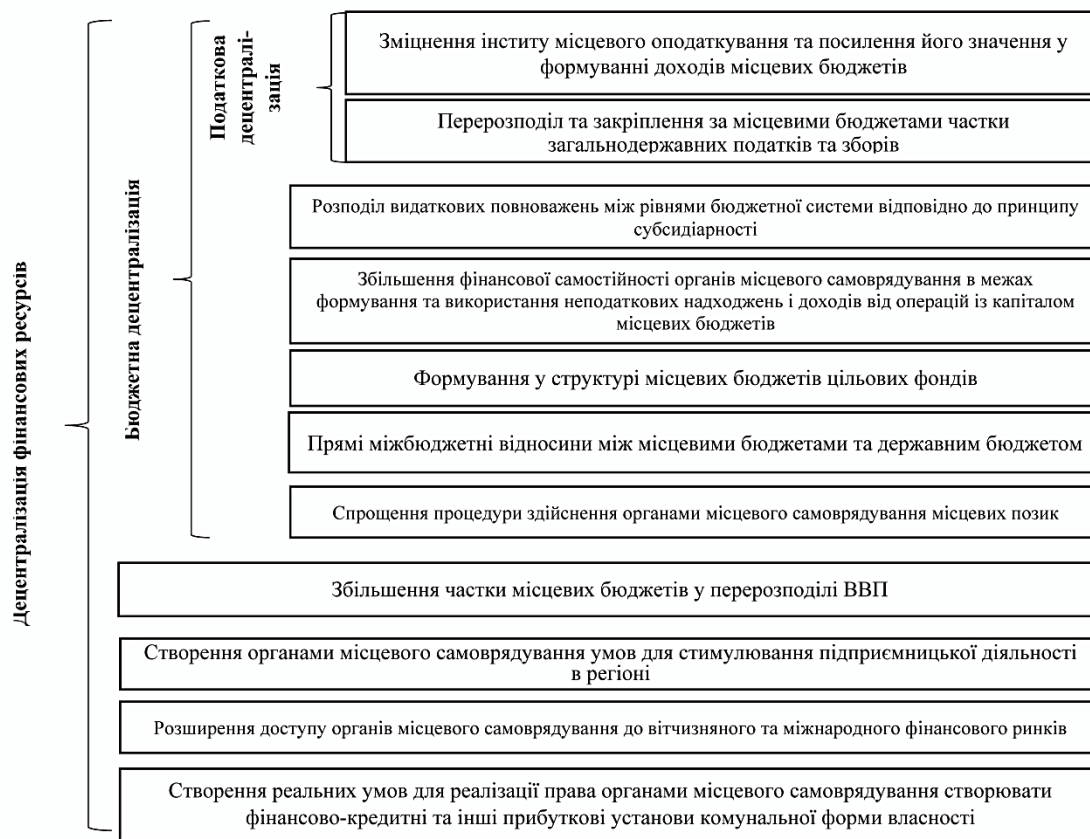 Децентралізація фінансових ресурсів
Бюджетна децентралізація
Податкова
децентралі-
зація
Зміцнення інститу місцевого оподаткування та посилення його значення у
формуванні доходів місцевих бюджетів
Перерозподіл та закріплення за місцевими бюджетами частки
загальнодержавних податків та зборів
Розподіл видаткових повноважень між рівнями бюджетної системи відповідно до принципу
субсидіарності
Збільшення фінансової самостійності органів місцевого самоврядування в межах
формування та використання неподаткових надходжень і доходів від операцій із капіталом
місцевих бюджетів
Формування у структурі місцевих бюджетів цільових фондів
Прямі міжбюджетні відносини між місцевими бюджетами та державним бюджетом
Спрощення процедури здійснення органами місцевого самоврядування місцевих позик
Збільшення частки місцевих бюджетів у перерозподілі ВВП
Створення органами місцевого самоврядування умов для стимулювання підприємницької діяльності
в регіоні
Розширення доступу органів місцевого самоврядування до вітчизняного та міжнародного фінансового ринків
Створення реальних умов для реалізації права органами місцевого самоврядування створювати
фінансово-кредитні та інші прибуткові установи комунальної форми власності